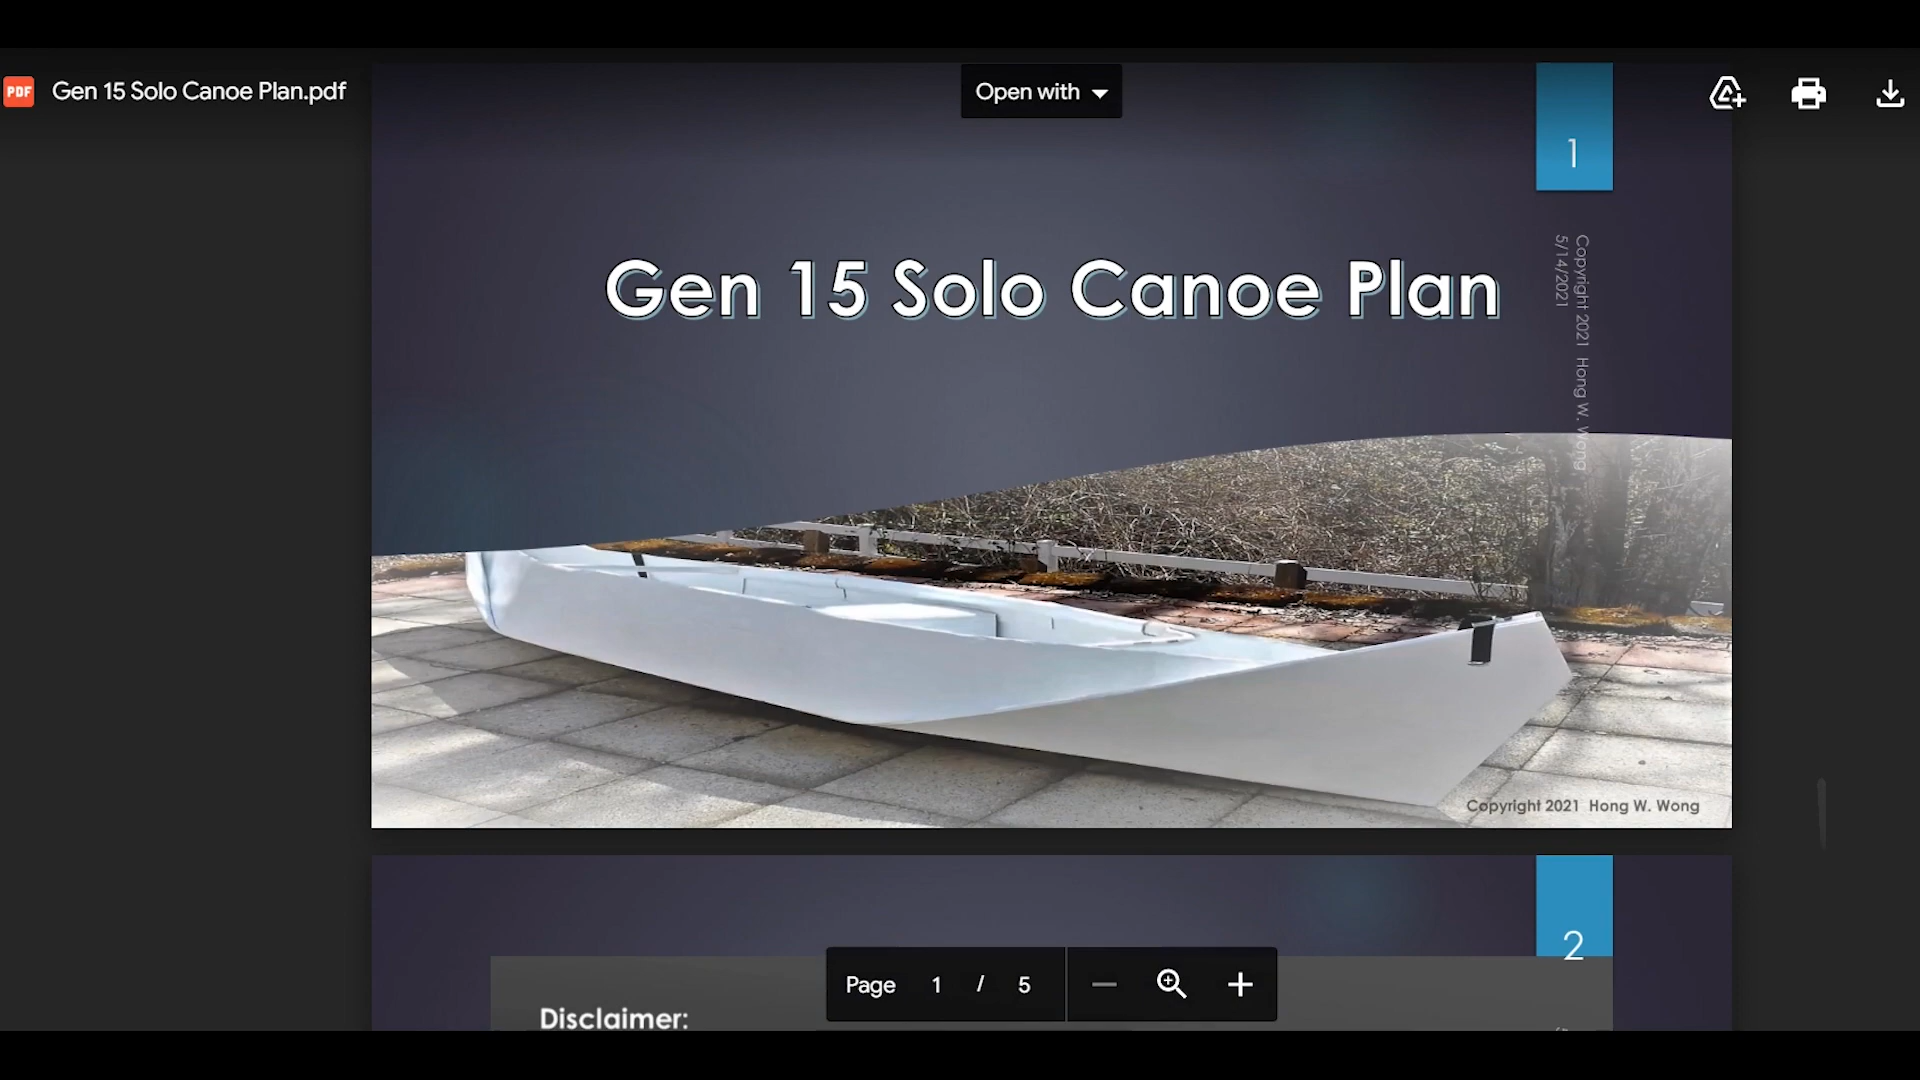 PDF
Gen 15 Solo Canoe Plan.pdf
Open with
1
Copyright 2021 Hong W. Wong
5/14/2021
Gen 15 Solo Canoe Plan
Copyright 2021 Hong W. Wong
2
Page 1 / 5
Disclaimer: